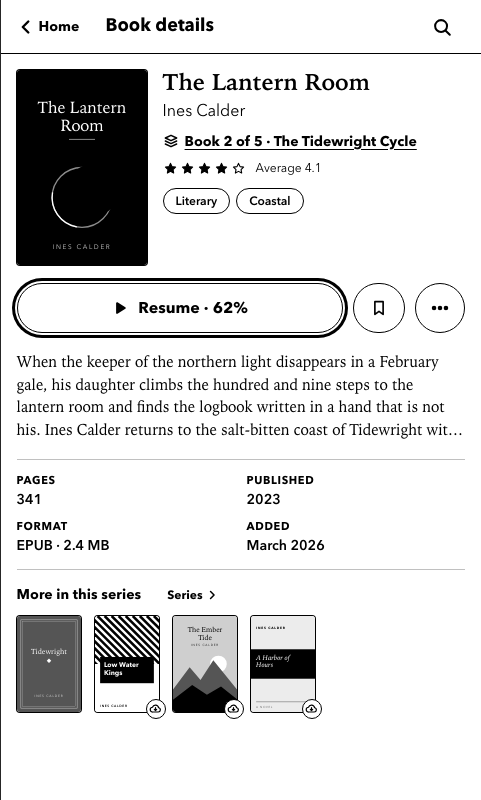 Home
Book details
The Lantern
Room
INES CALDER
The Lantern Room
Ines Calder
Book 2 of 5 · The Tidewright Cycle
Average 4.1
Literary
Coastal
Resume · 62%
When the keeper of the northern light disappears in a February
gale, his daughter climbs the hundred and nine steps to the
lantern room and finds the logbook written in a hand that is not
his. Ines Calder returns to the salt-bitten coast of Tidewright wit…
PAGES
341
PUBLISHED
2023
FORMAT
EPUB · 2.4 MB
ADDED
March 2026
More in this series
Series
Tidewright
INES CALDER
Low Water
Kings
INES CALDER
The Ember
Tide
INES CALDER
INES CALDER
A Harbor of
Hours
A NOVEL